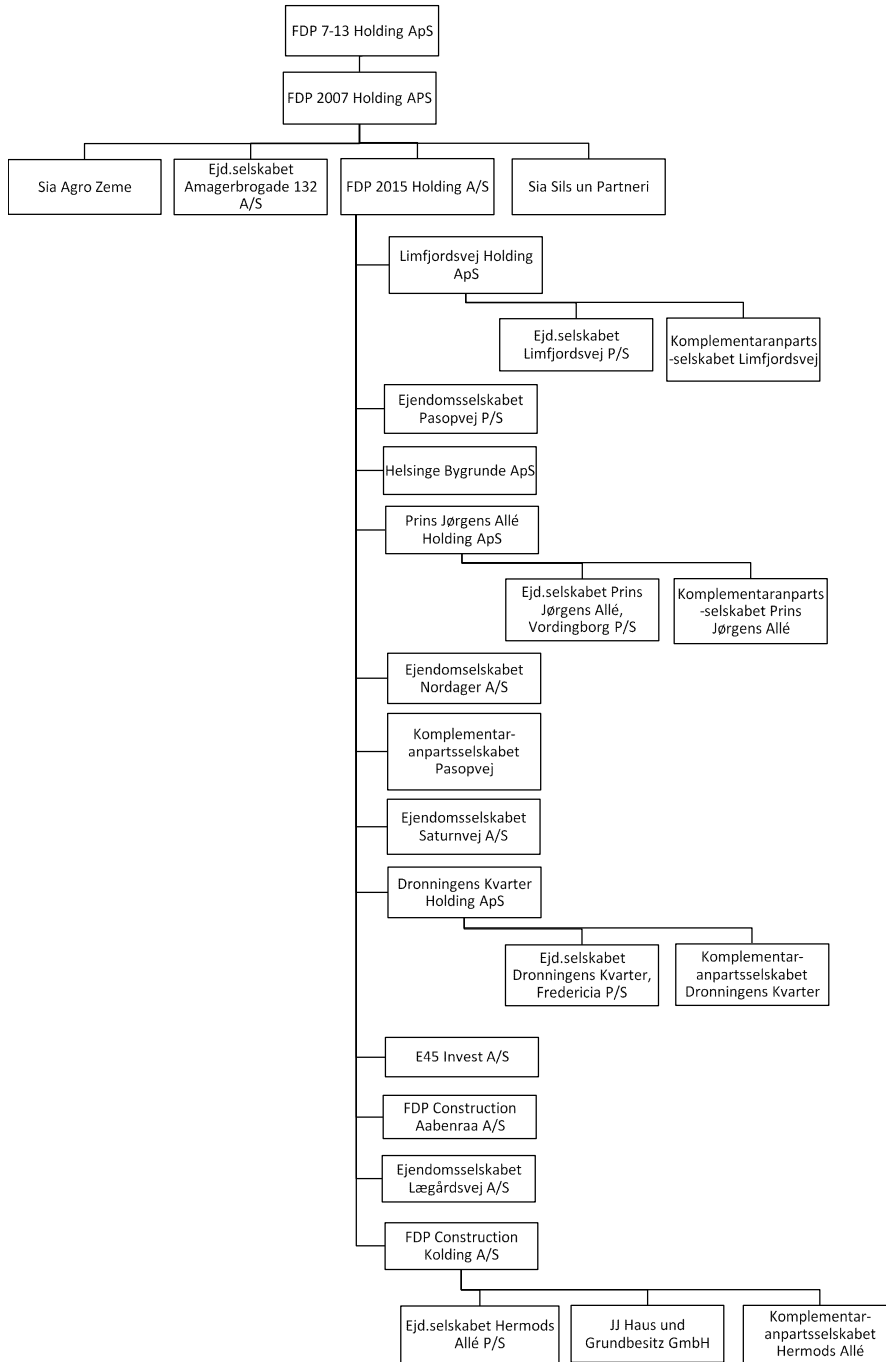 FDP 7-13 Holding ApS
FDP 2007 Holding APS
Sia Agro Zeme
Ejd.selskabet
Amagerbrogade 132
A/S
FDP 2015 Holding A/S
Sia Sils un Partneri
Limfjordsvej Holding
ApS
Ejd.selskabet
Limfjordsvej P/S
Komplementaranparts
-selskabet Limfjordsvej
Ejendomsselskabet
Pasopvej P/S
Helsinge Bygrunde ApS
Prins Jørgens Allé
Holding ApS
Ejd.selskabet Prins
Jørgens Allé,
Vordingborg P/S
Komplementaranparts
-selskabet Prins
Jørgens Allé
Ejendomselskabet
Nordager A/S
Komplementar-
anpartsselskabet
Pasopvej
Ejendomsselskabet
Saturnvej A/S
Dronningens Kvarter
Holding ApS
Ejd.selskabet
Dronningens Kvarter,
Fredericia P/S
Komplementar-
anpartsselskabet
Dronningens Kvarter
E45 Invest A/S
FDP Construction
Aabenraa A/S
Ejendomsselskabet
Lægårdsvej A/S
FDP Construction
Kolding A/S
Ejd.selskabet Hermods
Allé P/S
JJ Haus und
Grundbesitz GmbH
Komplementar-
anpartsselskabet
Hermods Allé